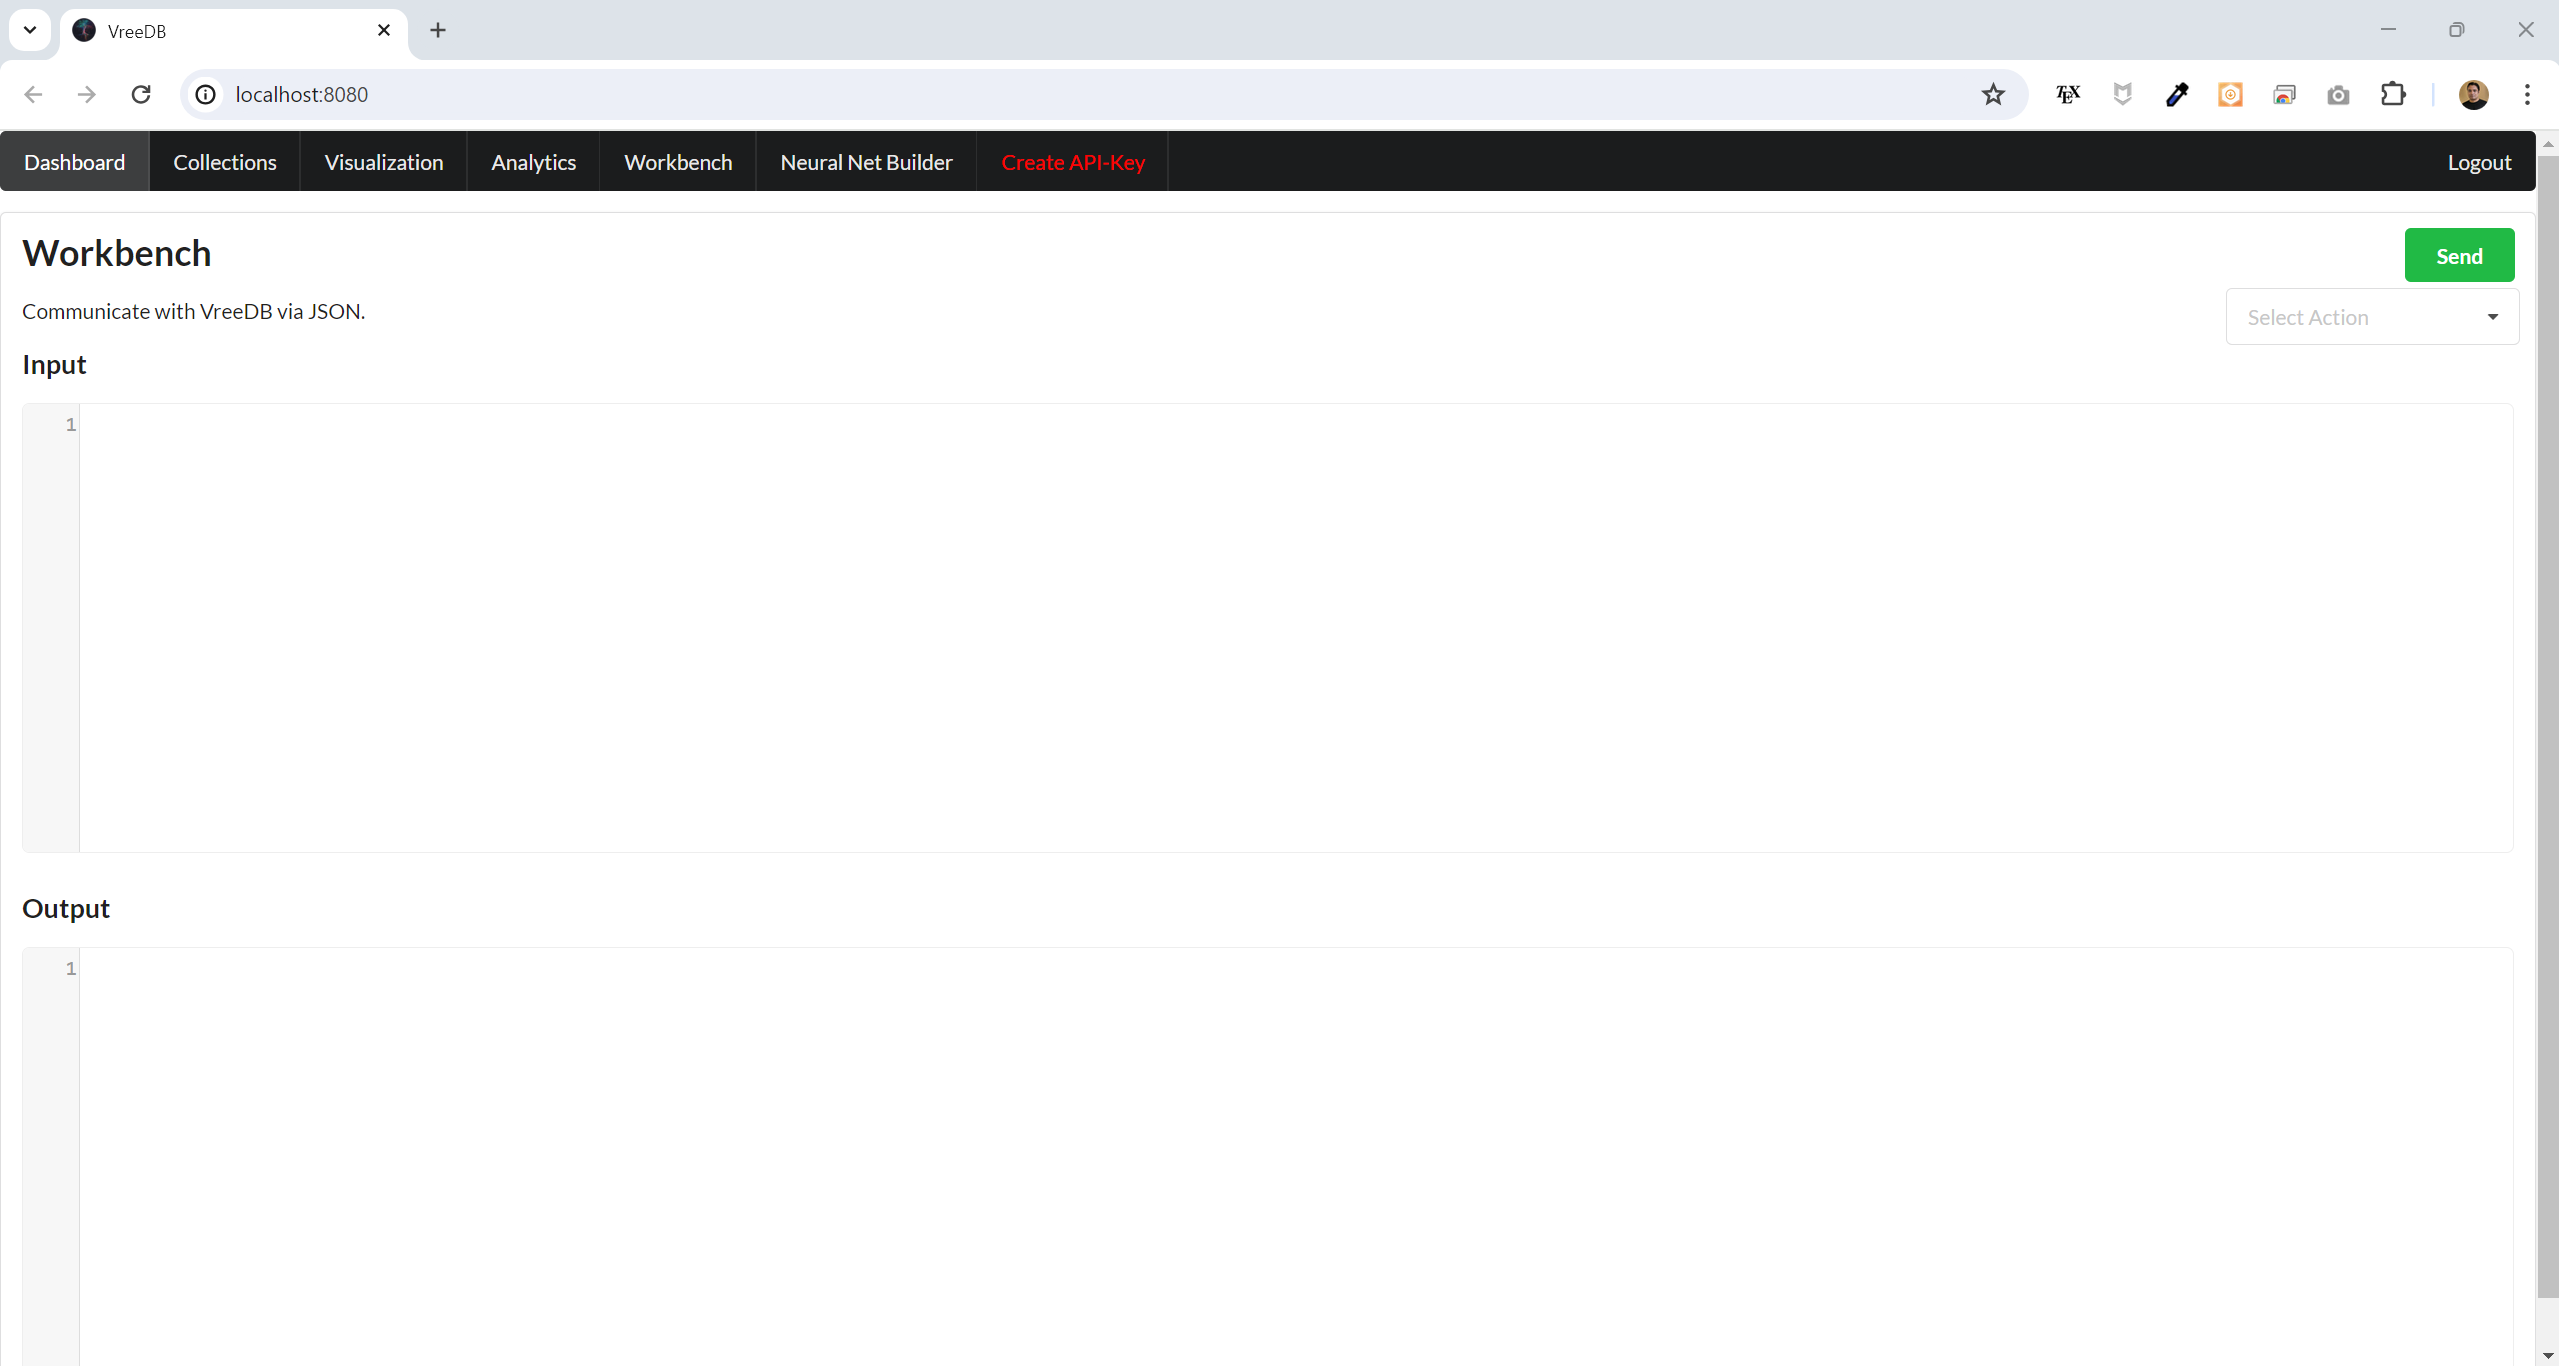 VreeDB
localhost:8080
TEX
Dashboard Collections Visualization Analytics Workbench Neural Net Builder Create API-Key Logout
Workbench
Send
Communicate with VreeDB via JSON.
Select Action
Input
1
Output
1